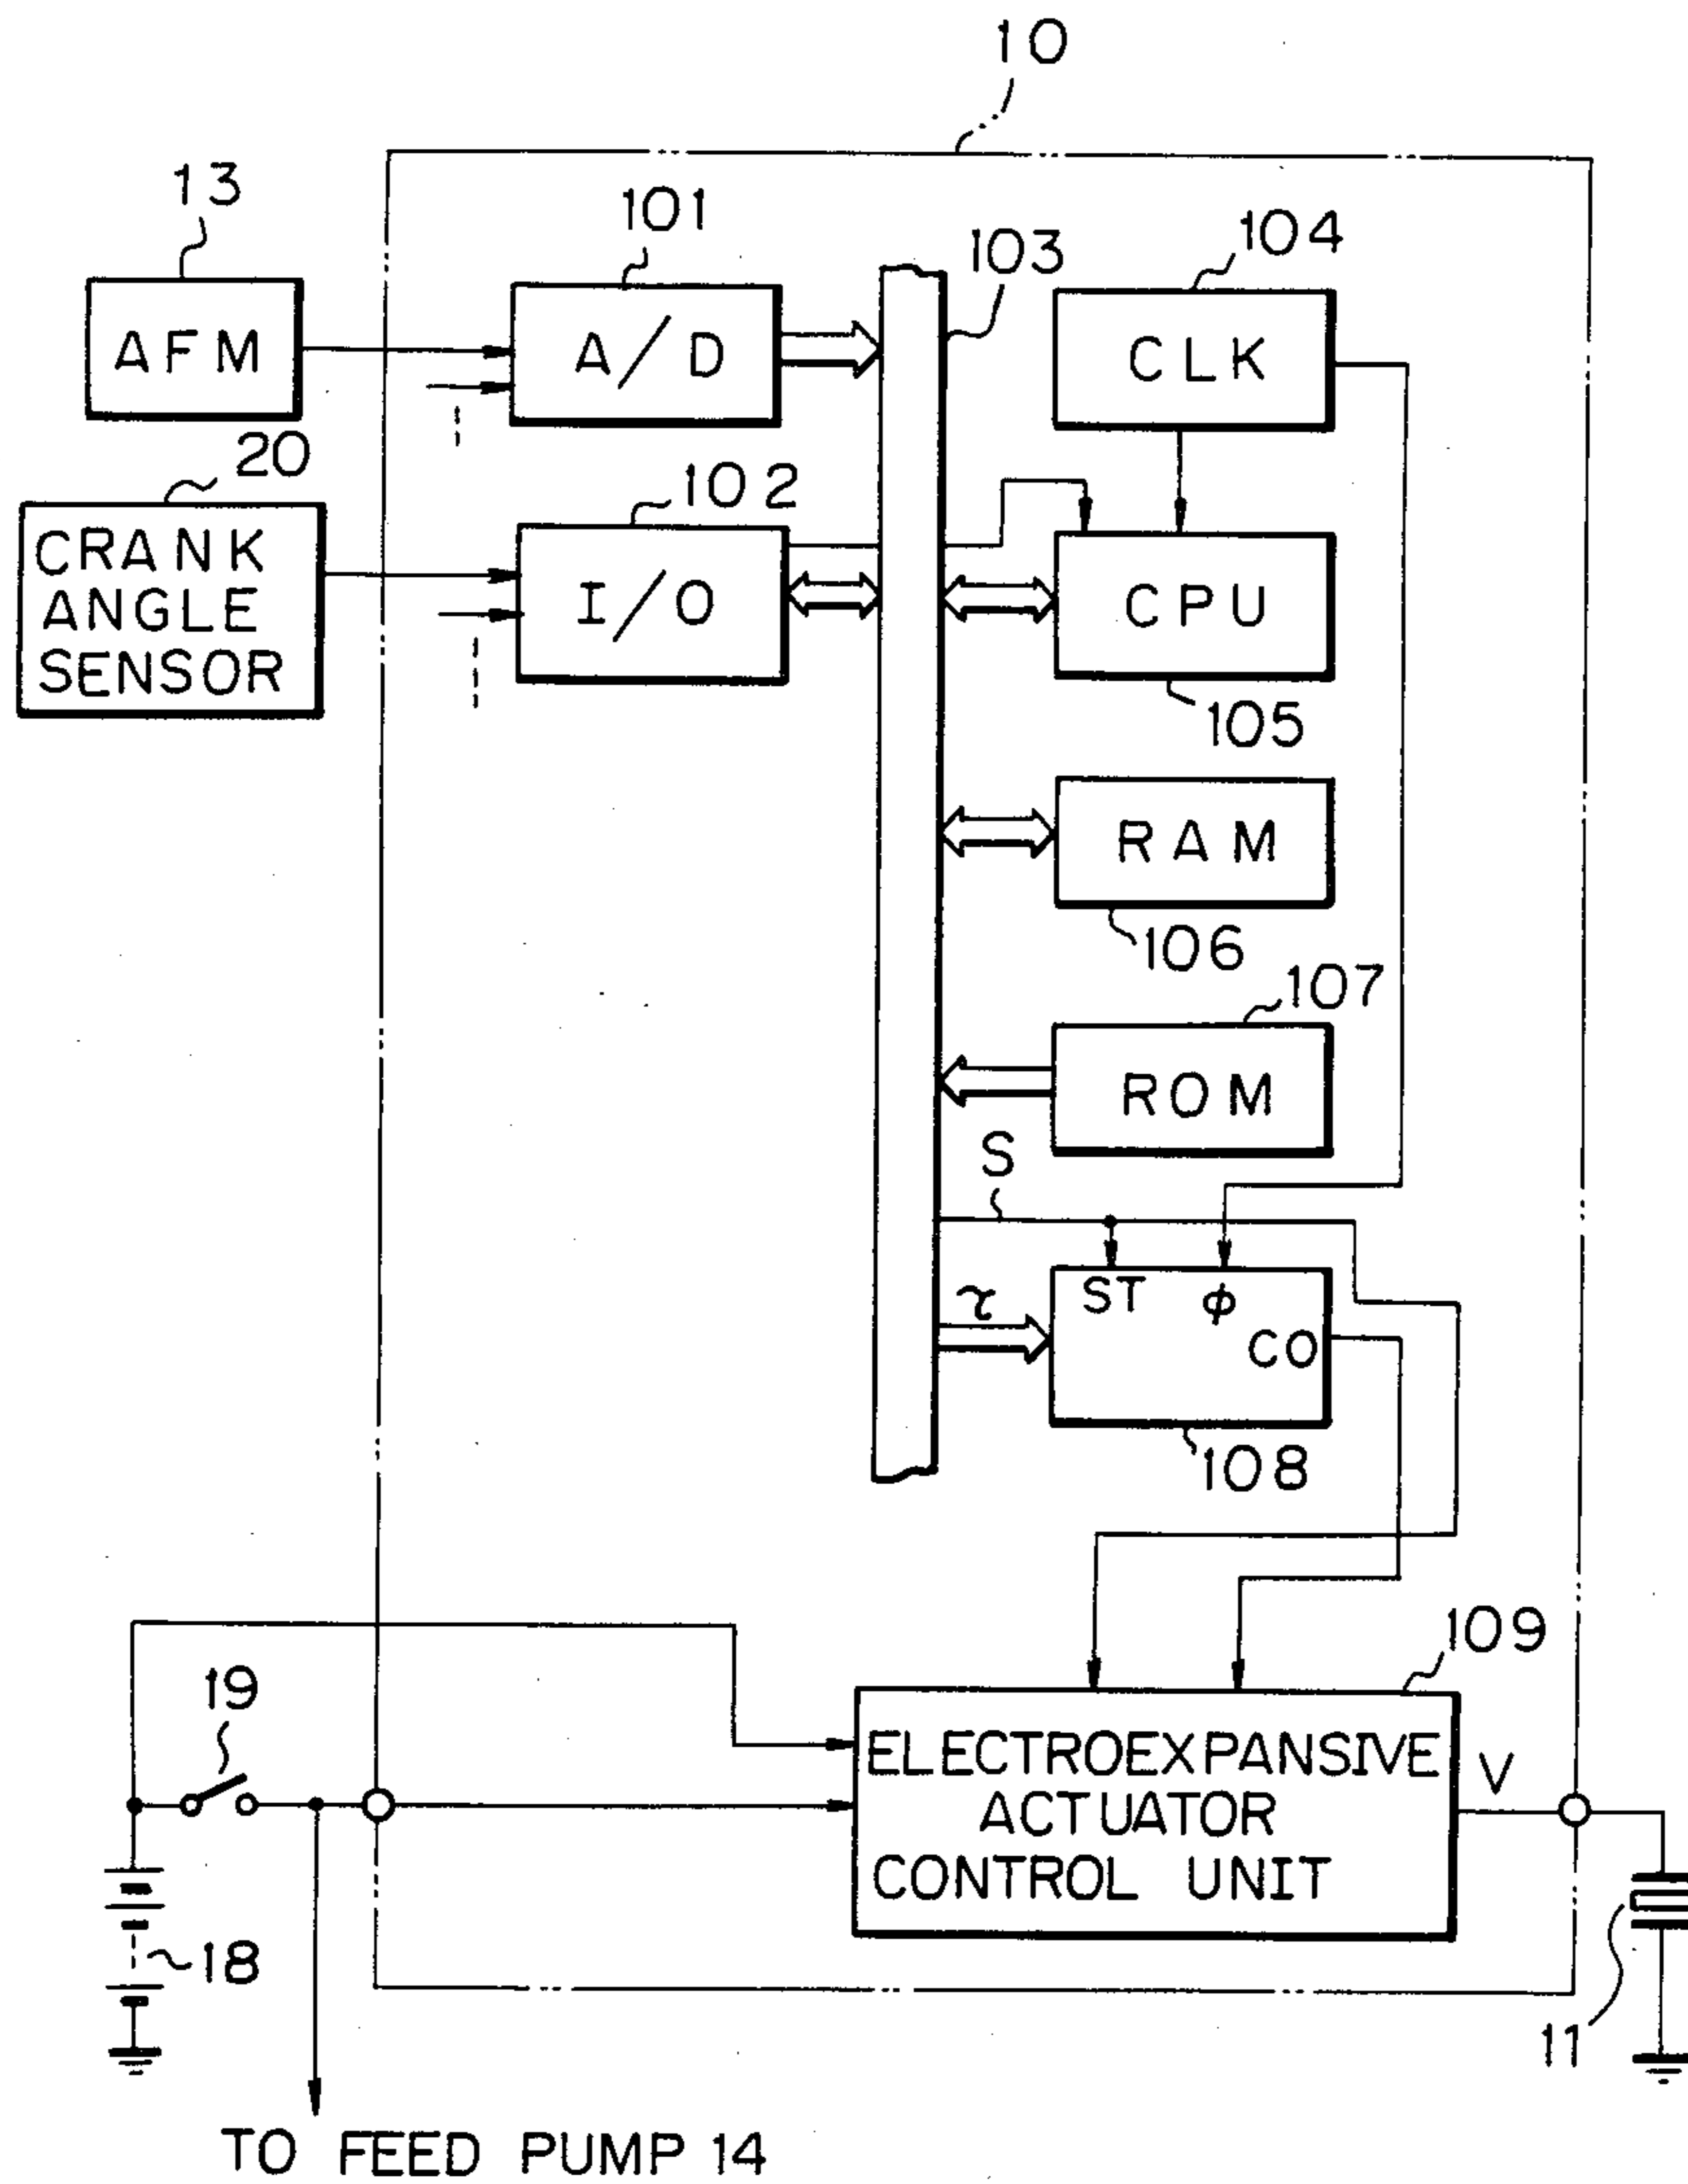 10
13
101
103
104
AFM
A/D
CLK
20
102
CRANK
ANGLE
SENSOR
I/O
CPU
105
RAM
106
107
ROM
S
τ
ST
φ
CO
108
109
19
ELECTROEXPANSIVE
ACTUATOR
CONTROL UNIT
V
18
11
TO FEED PUMP 14